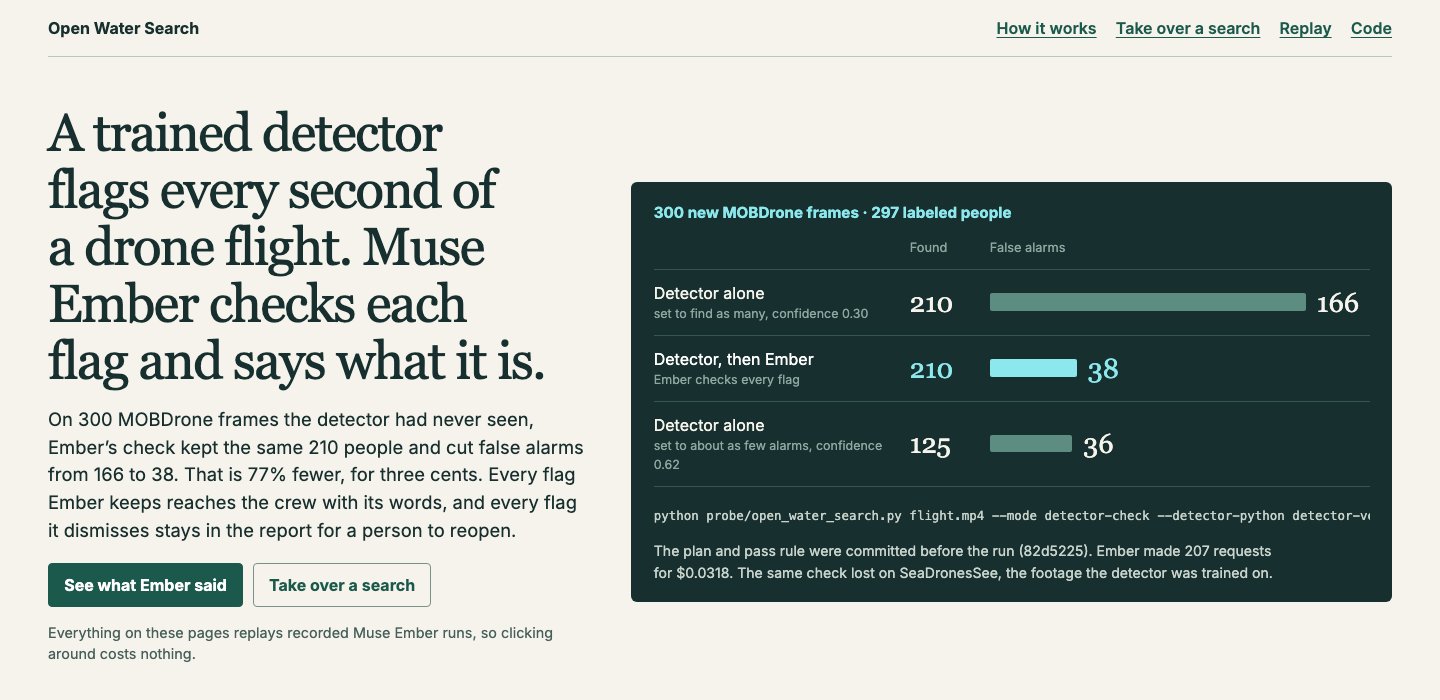 Open Water Search
How it works Take over a search Replay Code
A trained detector
flags every second of
a drone flight. Muse
Ember checks each
flag and says what it is.
On 300 MOBDrone frames the detector had never seen,
Ember’s check kept the same 210 people and cut false alarms
from 166 to 38. That is 77% fewer, for three cents. Every flag
Ember keeps reaches the crew with its words, and every flag
it dismisses stays in the report for a person to reopen.
See what Ember said Take over a search
Everything on these pages replays recorded Muse Ember runs, so clicking
around costs nothing.
300 new MOBDrone frames · 297 labeled people
Found False alarms
Detector alone
set to find as many, confidence 0.30
210 166
Detector, then Ember
Ember checks every flag
210 38
Detector alone
set to about as few alarms, confidence
0.62
125 36
python probe/open_water_search.py flight.mp4 --mode detector-check --detector-python detector-ve
The plan and pass rule were committed before the run (82d5225). Ember made 207 requests
for $0.0318. The same check lost on SeaDronesSee, the footage the detector was trained on.